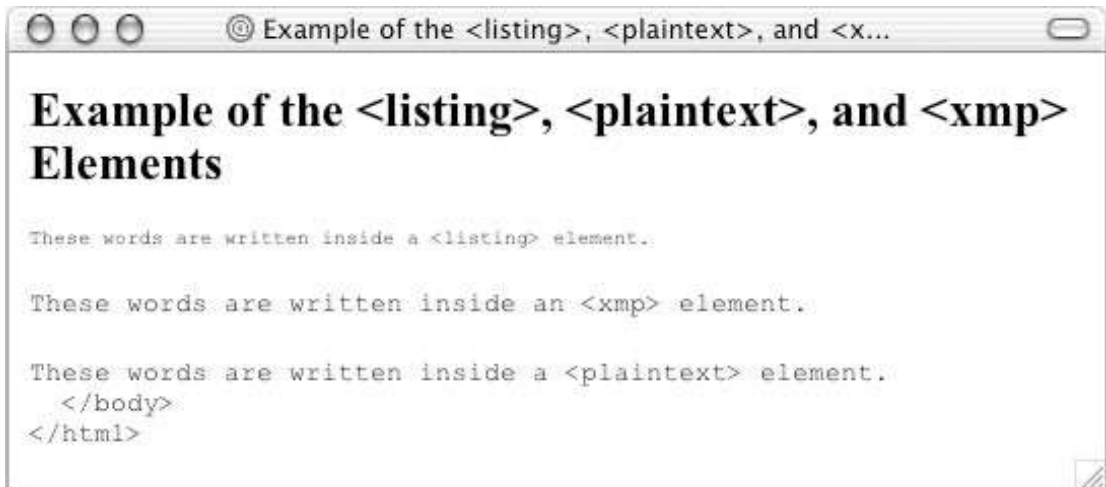 Example of the <listing>, <plaintext>, and <x...
Example of the <listing>, <plaintext>, and <xmp>
Elements
These words are written inside a <listing> element.
These words are written inside an <xmp> element.
These words are written inside a <plaintext> element.
  </body>
</html>